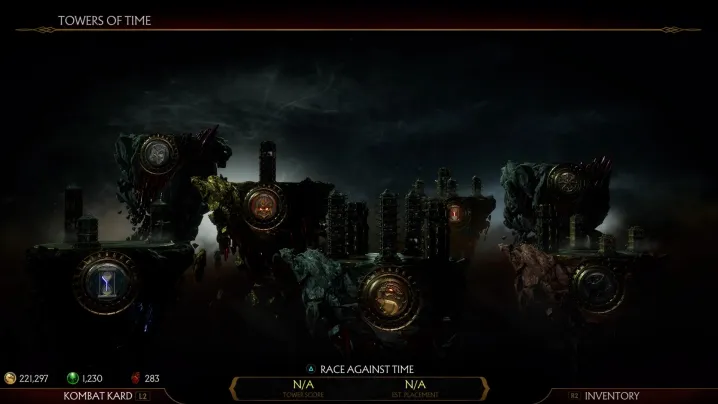 TOWERS OF TIME
RACE AGAINST TIME
221,297 1,230 283
N/A N/A
TOWER SCORE EST. PLACEMENT
KOMBAT KARD L2
R2 INVENTORY